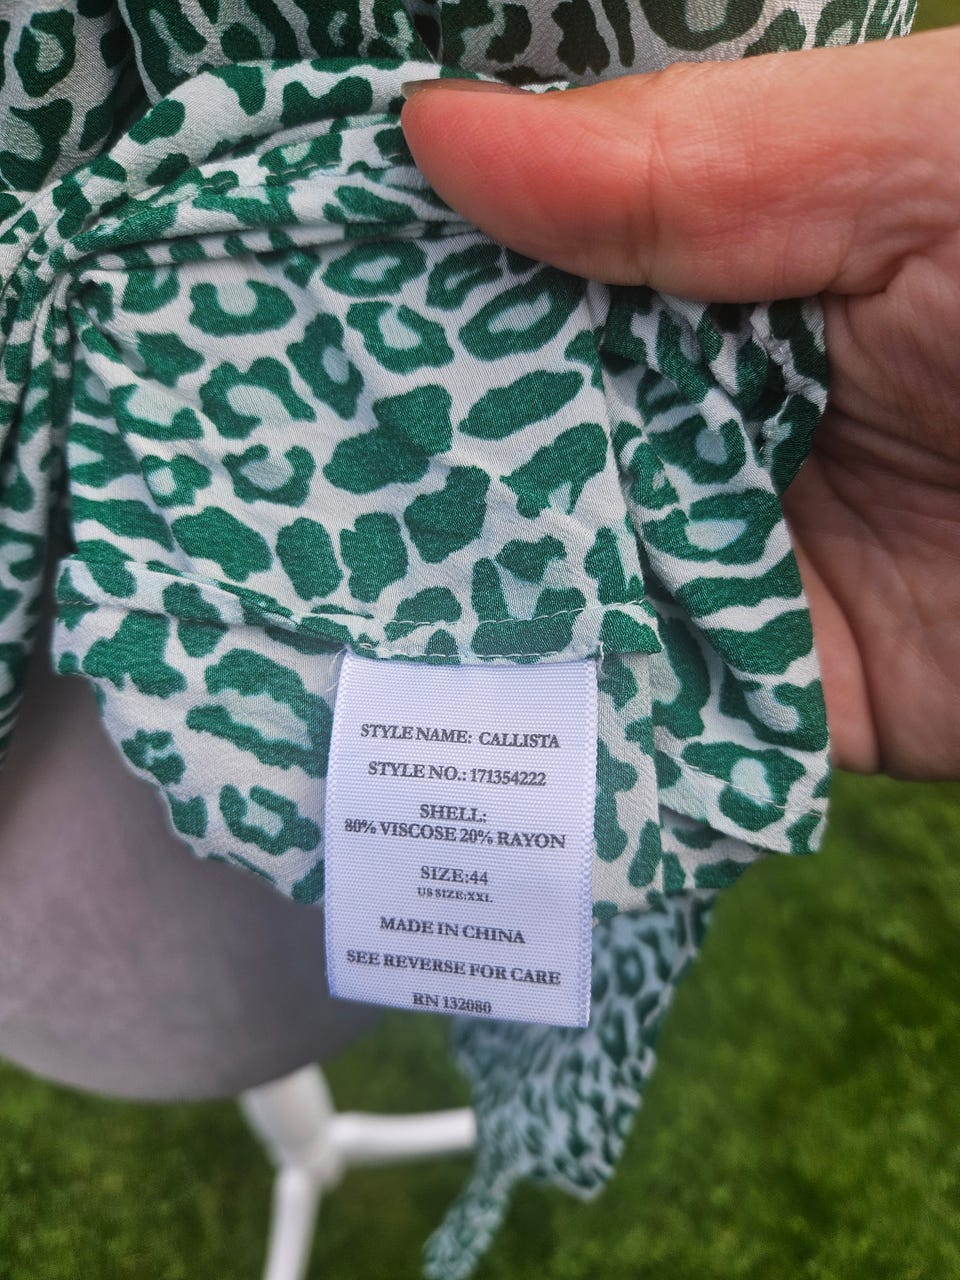 STYLE NAME: CALLISTA
STYLE NO.: 171354222
SHELL:
80% VISCOSE 20% RAYON
SIZE:44
US SIZE:XXL
MADE IN CHINA
SEE REVERSE FOR CARE
RN 132080